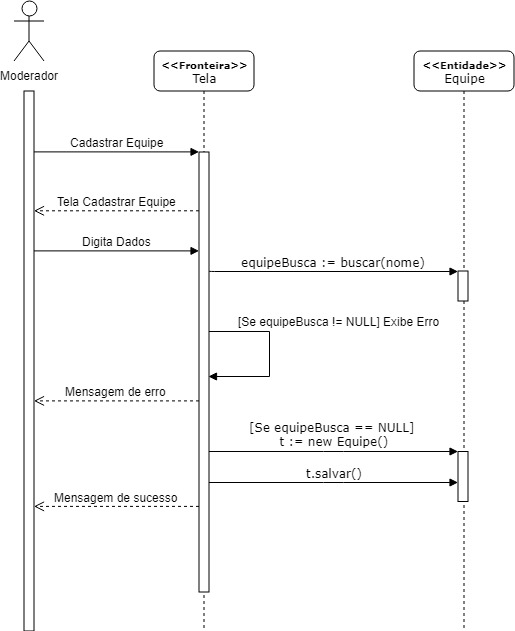 Moderador
<<Fronteira>>
Tela
<<Entidade>>
Equipe
Cadastrar Equipe
Tela Cadastrar Equipe
Digita Dados
equipeBusca := buscar(nome)
[Se equipeBusca != NULL] Exibe Erro
Mensagem de erro
[Se equipeBusca == NULL]
t := new Equipe()
t.salvar()
Mensagem de sucesso